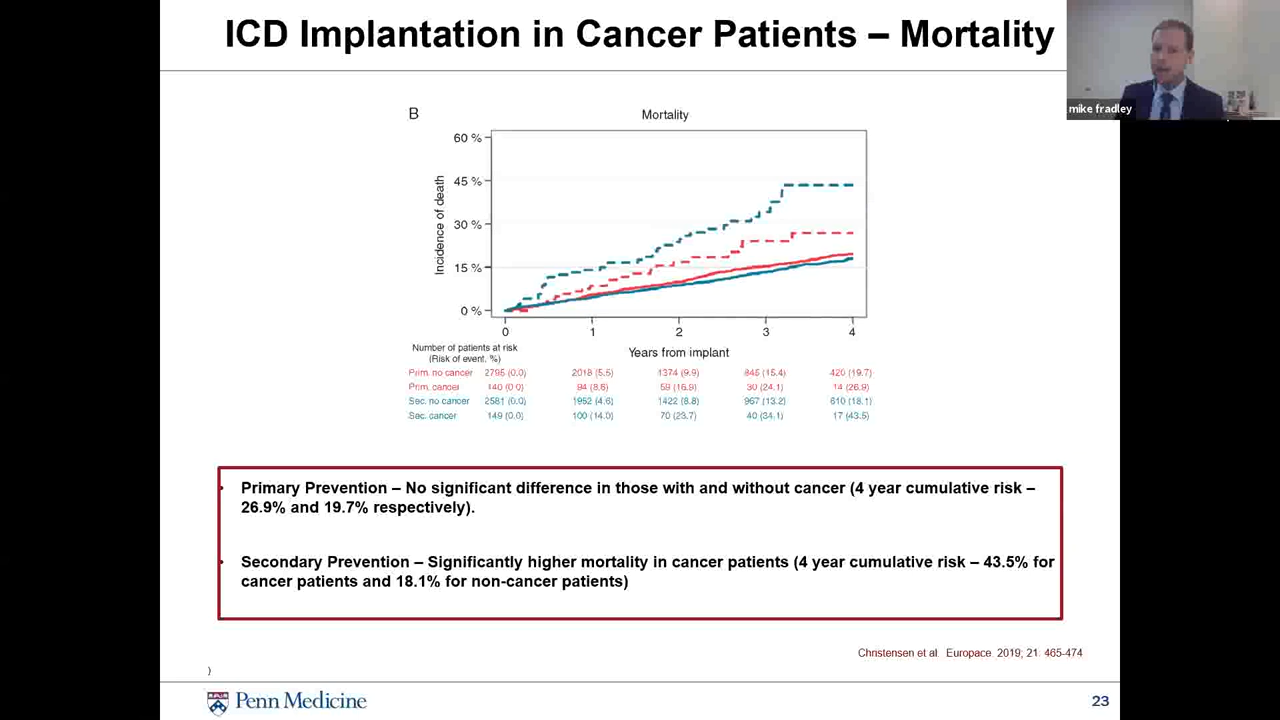 ICD Implantation in Cancer Patients – Mortality
mike fradley
B
Mortality
60 %
45 %
30 %
15 %
0 %
Incidence of death
0 1 2 3 4
Years from implant
Number of patients at risk
(Risk of event, %)
Prim. no cancer 2795 (0.0) 2018 (5.5) 1374 (9.9) 845 (15.4) 420 (19.7)
Prim. cancer 140 (0.0) 94 (8.6) 59 (16.9) 30 (24.1) 14 (26.9)
Sec. no cancer 2581 (0.0) 1952 (4.6) 1422 (8.8) 967 (13.2) 610 (18.1)
Sec. cancer 149 (0.0) 100 (14.0) 70 (23.7) 40 (34.1) 17 (43.5)
• Primary Prevention – No significant difference in those with and without cancer (4 year cumulative risk –
26.9% and 19.7% respectively).
• Secondary Prevention – Significantly higher mortality in cancer patients (4 year cumulative risk – 43.5% for
cancer patients and 18.1% for non-cancer patients)
Christensen et al. Europace 2019; 21: 465-474
)
Penn Medicine
23